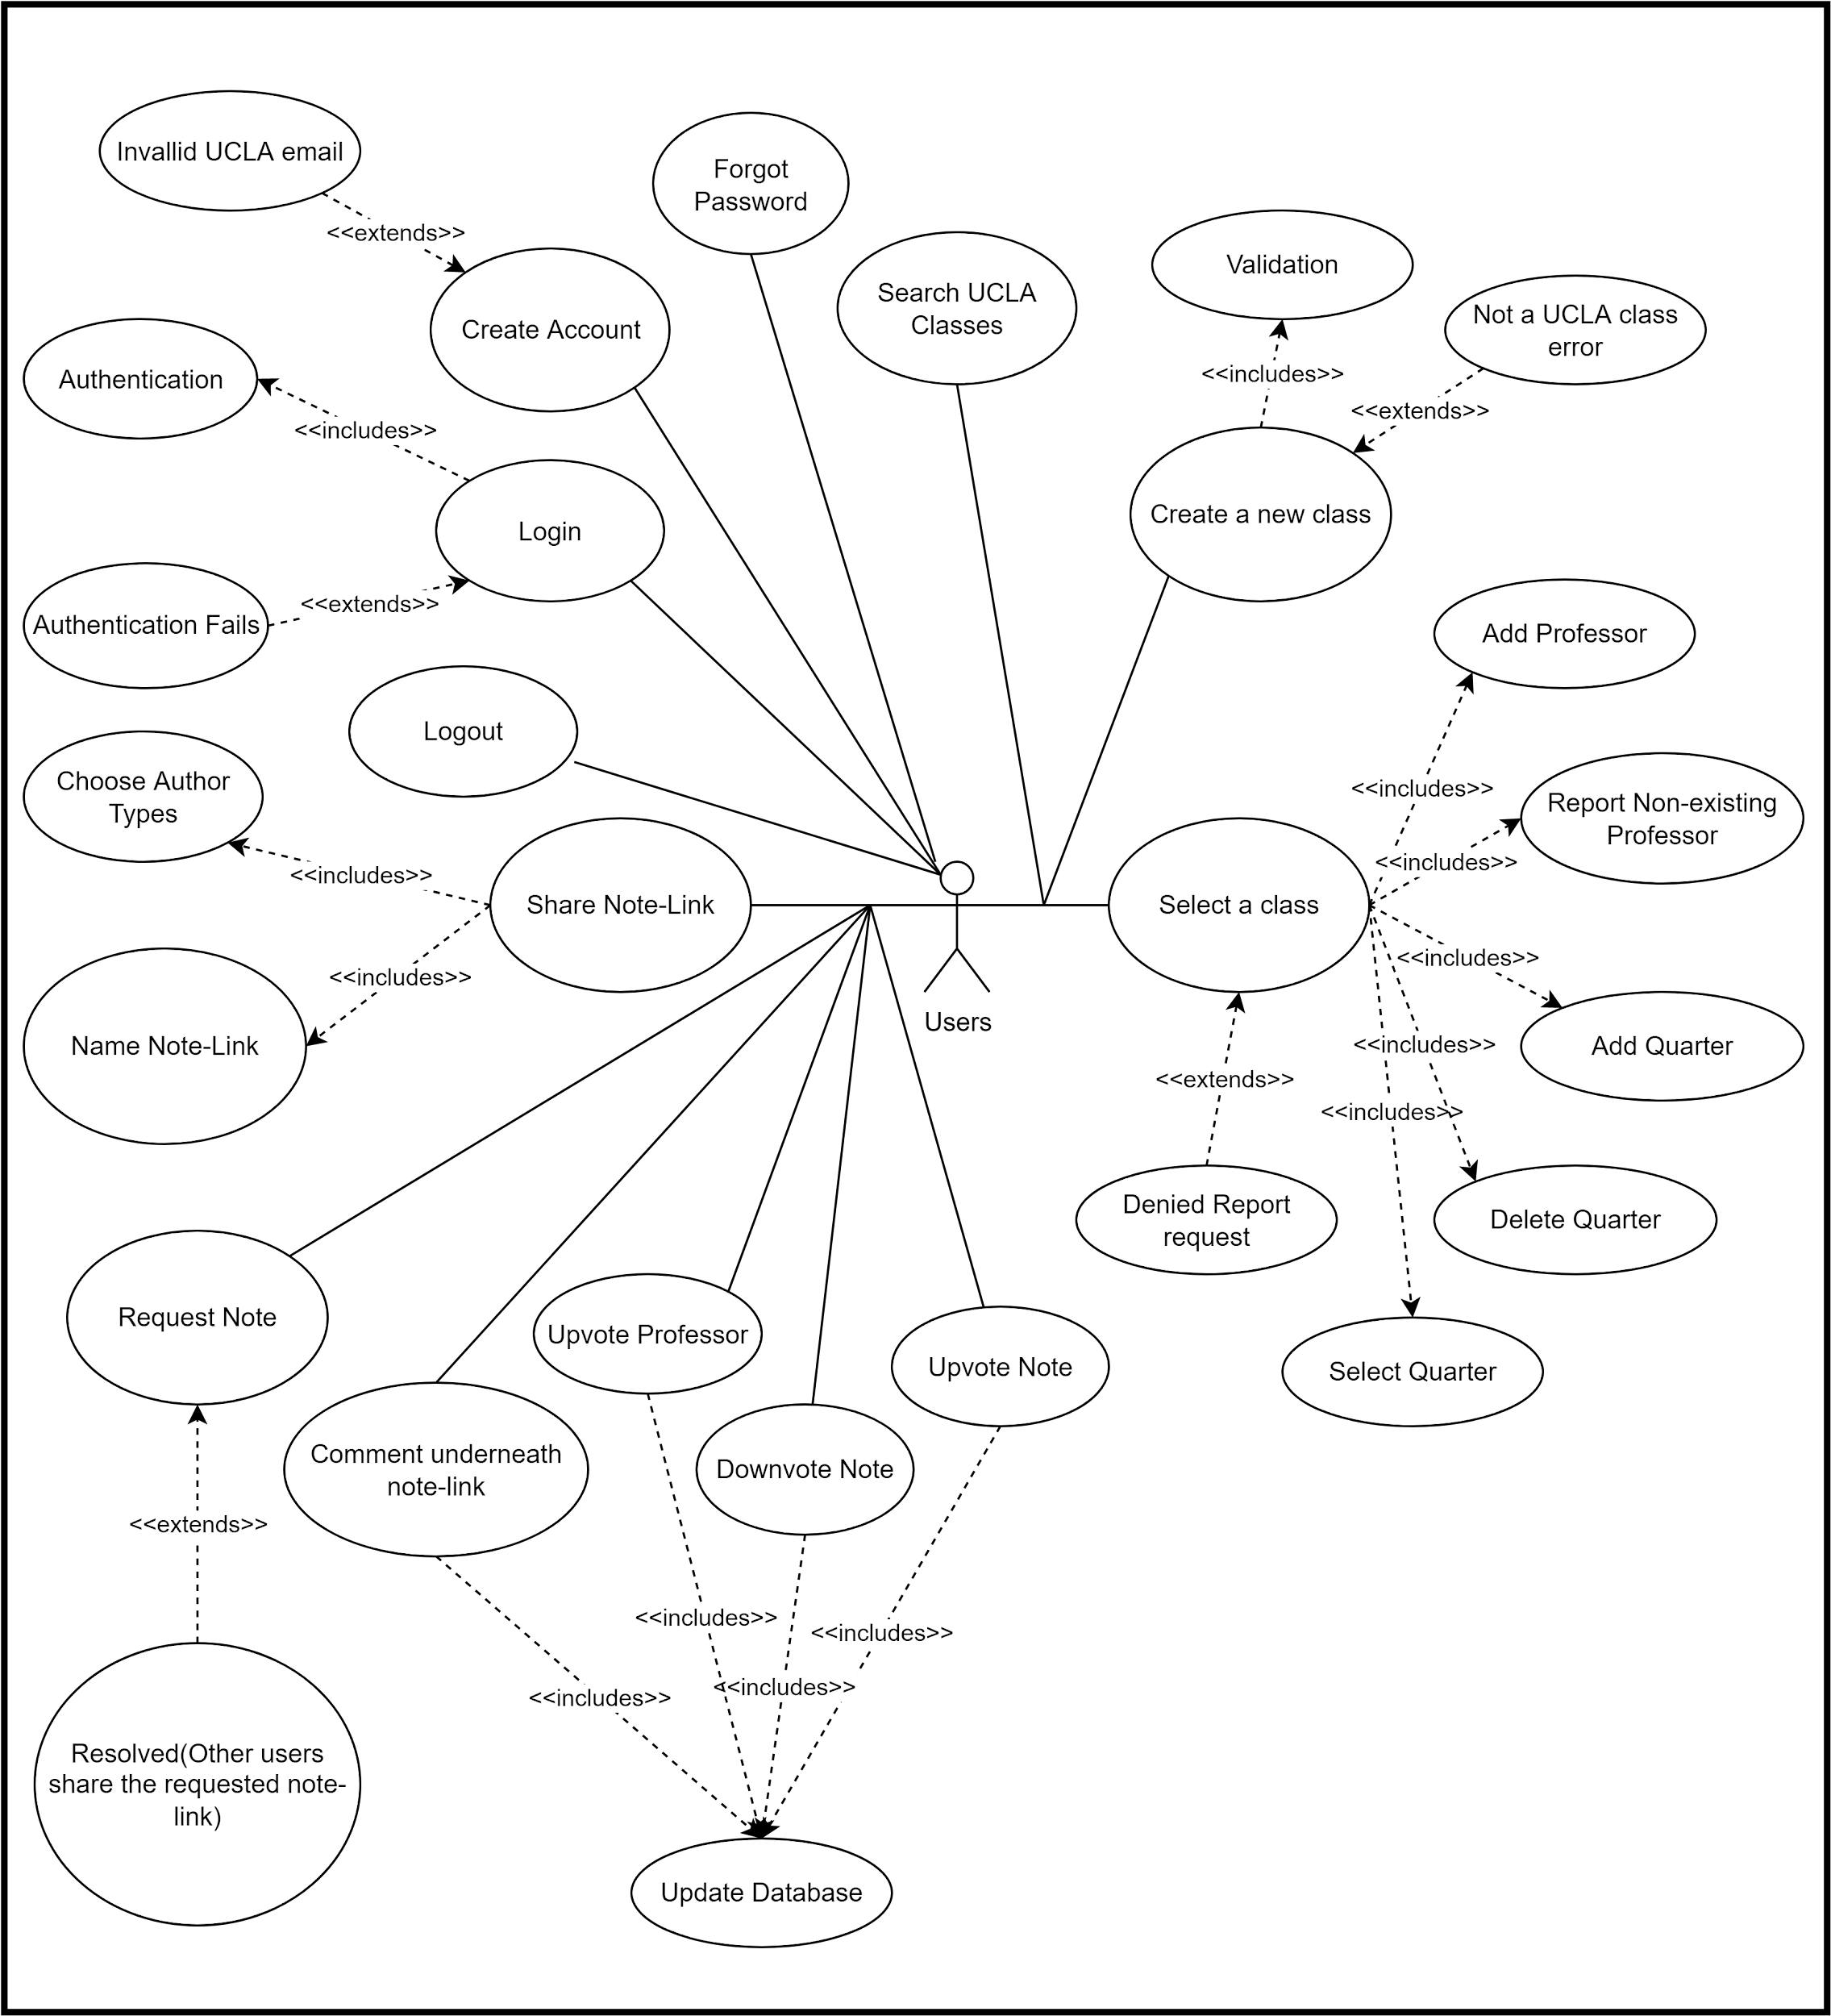 Invallid UCLA email
Forgot
Password
<<extends>>
Search UCLA
Classes
Validation
Not a UCLA class
error
Create Account
Authentication
<<includes>>
<<extends>>
<<includes>>
Create a new class
Login
Authentication Fails
<<extends>>
Add Professor
Logout
Choose Author
Types
<<includes>>
Report Non-existing
Professor
<<includes>>
<<includes>>
Share Note-Link
Select a class
<<includes>>
<<includes>>
Users
Name Note-Link
Add Quarter
<<includes>>
<<extends>>
<<includes>>
Denied Report
request
Delete Quarter
Request Note
Upvote Professor
Upvote Note
Select Quarter
Comment underneath
note-link
Downvote Note
<<extends>>
<<includes>>
<<includes>>
<<includes>>
<<includes>>
Resolved(Other users
share the requested note-
link)
Update Database